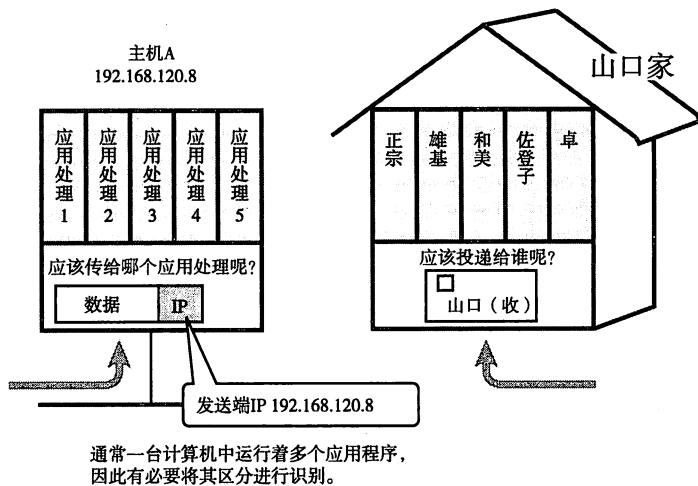 主机A
192.168.120.8
应用处理1
应用处理2
应用处理3
应用处理4
应用处理5
应该传给哪个应用处理呢?
数据
IP
发送端IP 192.168.120.8
山口家
正宗
雄基
和美
佐登子
卓
应该投递给谁呢?
山口（收）
通常一台计算机中运行着多个应用程序，
因此有必要将其区分进行识别。